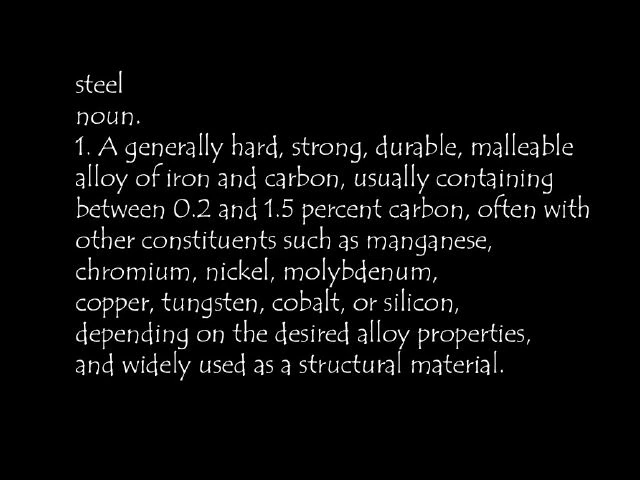 steel
noun.
1. A generally hard, strong, durable, malleable
alloy of iron and carbon, usually containing
between 0.2 and 1.5 percent carbon, often with
other constituents such as manganese,
chromium, nickel, molybdenum,
copper, tungsten, cobalt, or silicon,
depending on the desired alloy properties,
and widely used as a structural material.